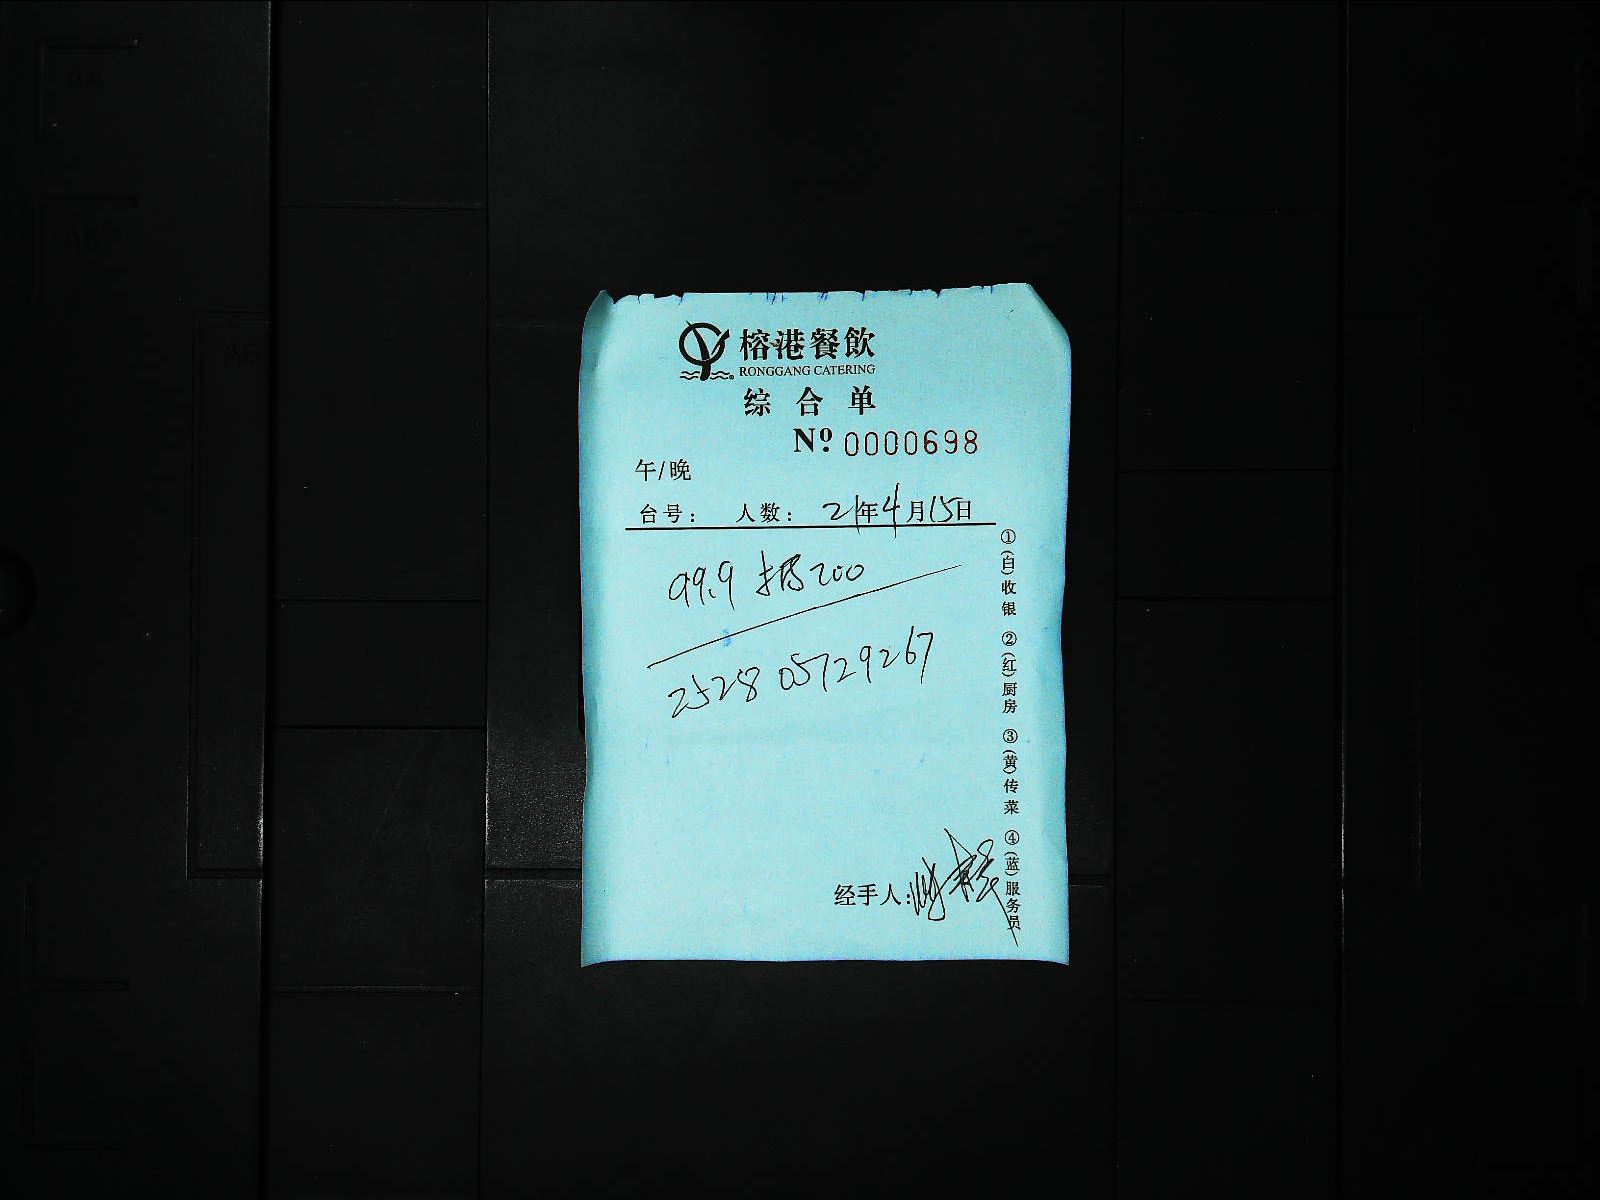 榕港餐飲
RONGGANG CATERING
综合单
Nº 0000698
午/晚
台号： 人数： 21年4月15日
99.9 抵200
2528 05729267
①(白)收银 ②(红)厨房 ③(黄)传菜 ④(蓝)服务员
经手人：